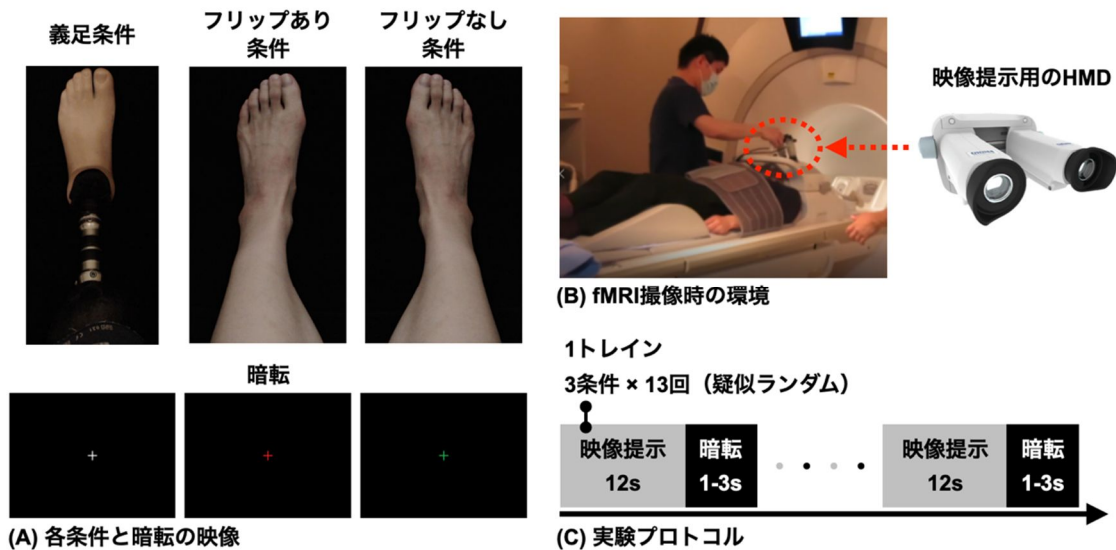 義足条件
フリップあり
条件
フリップなし
条件
暗転
(A) 各条件と暗転の映像
映像提示用のHMD
(B) fMRI撮像時の環境
1トレイン
3条件 × 13回（疑似ランダム）
映像提示
12s
暗転
1-3s
映像提示
12s
暗転
1-3s
(C) 実験プロトコル